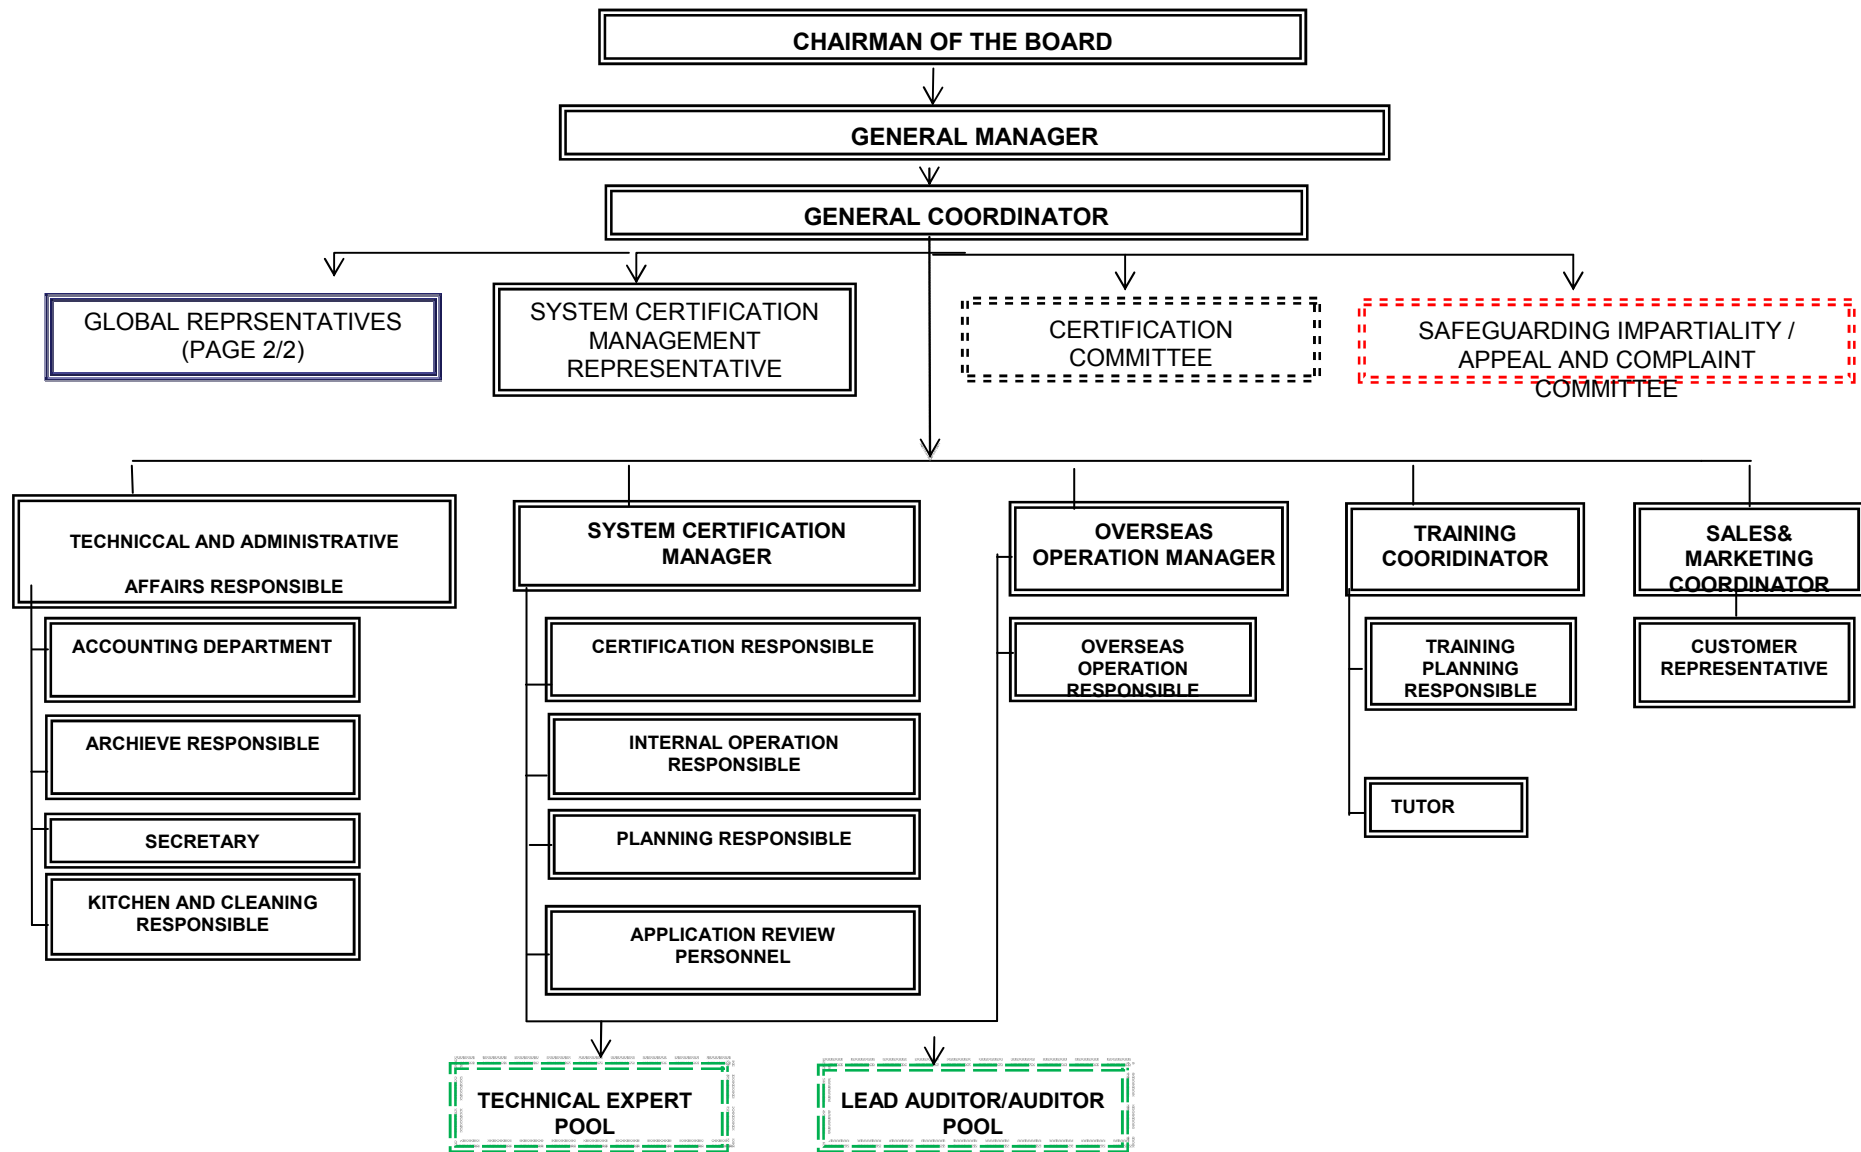 CHAIRMAN OF THE BOARD
GENERAL MANAGER
GENERAL COORDINATOR
GLOBAL REPRSENTATIVES
(PAGE 2/2)
SYSTEM CERTIFICATION
MANAGEMENT
REPRESENTATIVE
CERTIFICATION
COMMITTEE
SAFEGUARDING IMPARTIALITY /
APPEAL AND COMPLAINT
COMMITTEE
TECHNICCAL AND ADMINISTRATIVE
AFFAIRS RESPONSIBLE
SYSTEM CERTIFICATION
MANAGER
OVERSEAS
OPERATION MANAGER
TRAINING
COORIDINATOR
SALES&
MARKETING
COORDINATOR
ACCOUNTING DEPARTMENT
ARCHIEVE RESPONSIBLE
SECRETARY
KITCHEN AND CLEANING
RESPONSIBLE
CERTIFICATION RESPONSIBLE
INTERNAL OPERATION
RESPONSIBLE
PLANNING RESPONSIBLE
APPLICATION REVIEW
PERSONNEL
OVERSEAS
OPERATION
RESPONSIBLE
TRAINING
PLANNING
RESPONSIBLE
TUTOR
CUSTOMER
REPRESENTATIVE
TECHNICAL EXPERT
POOL
LEAD AUDITOR/AUDITOR
POOL